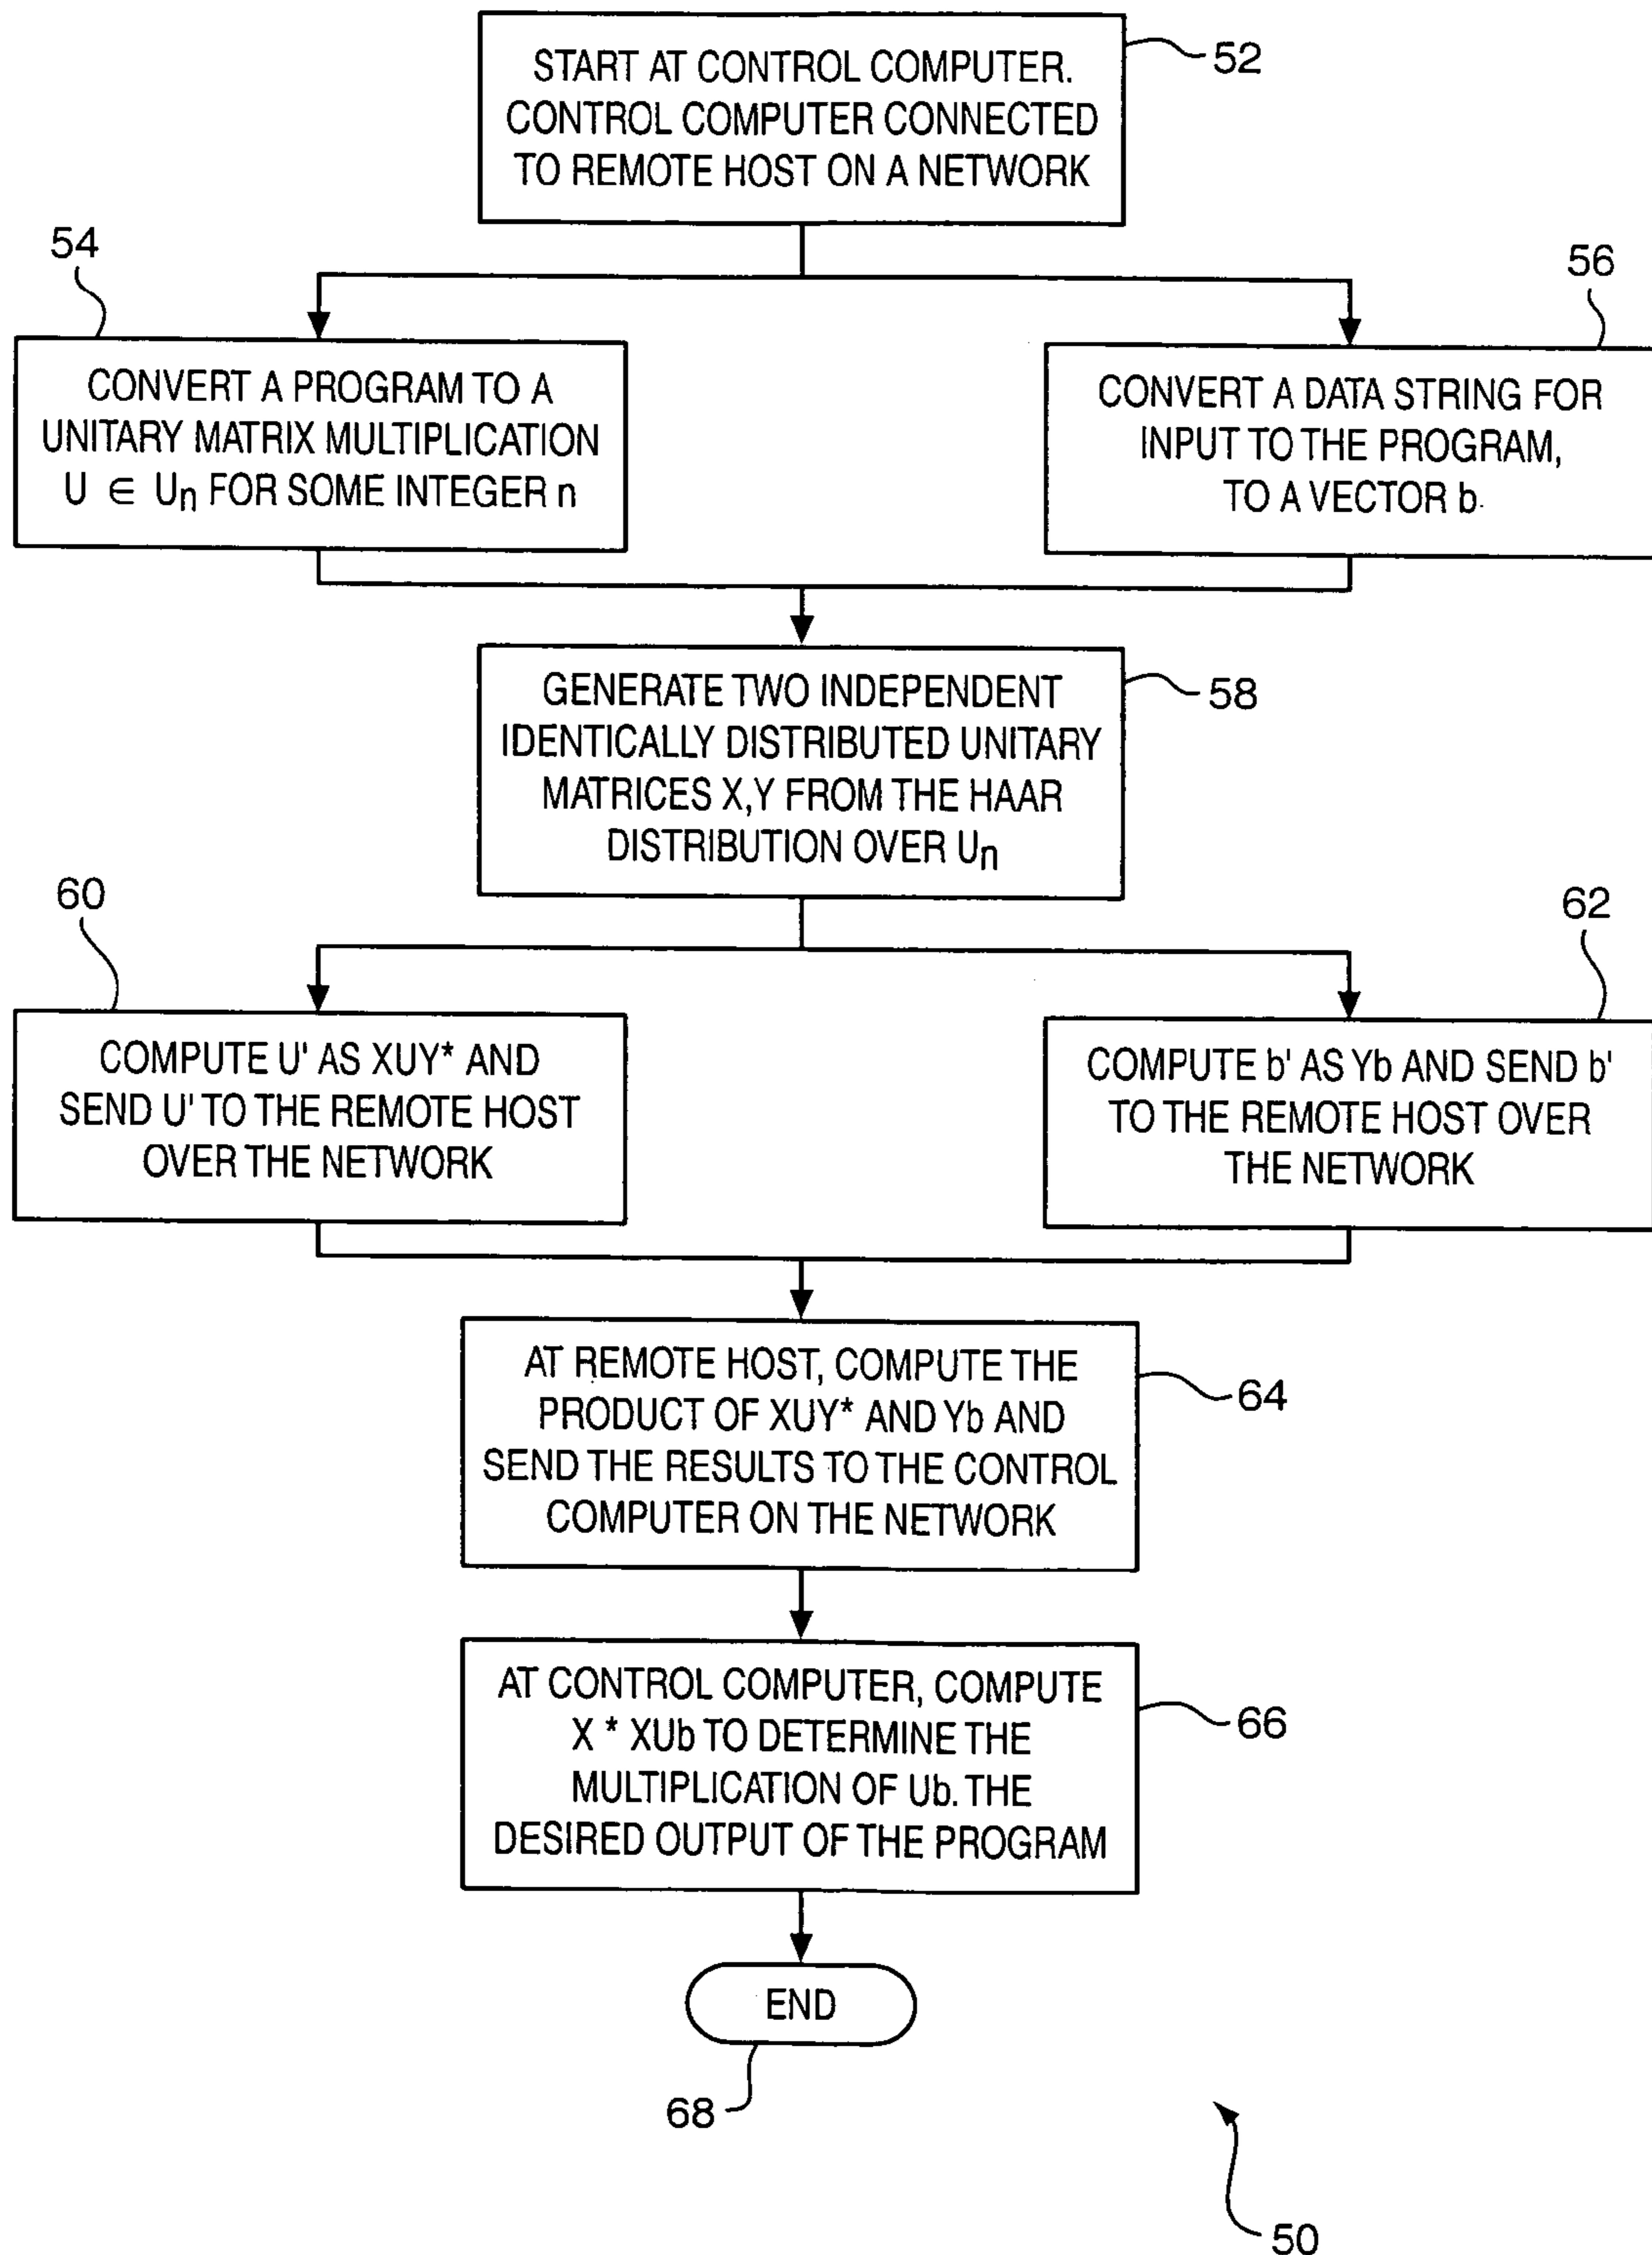 START AT CONTROL COMPUTER.
CONTROL COMPUTER CONNECTED
TO REMOTE HOST ON A NETWORK
52
54
CONVERT A PROGRAM TO A
UNITARY MATRIX MULTIPLICATION
U ∈ Un FOR SOME INTEGER n
56
CONVERT A DATA STRING FOR
INPUT TO THE PROGRAM,
TO A VECTOR b
GENERATE TWO INDEPENDENT
IDENTICALLY DISTRIBUTED UNITARY
MATRICES X,Y FROM THE HAAR
DISTRIBUTION OVER Un
58
60
COMPUTE U' AS XUY* AND
SEND U' TO THE REMOTE HOST
OVER THE NETWORK
62
COMPUTE b' AS Yb AND SEND b'
TO THE REMOTE HOST OVER
THE NETWORK
AT REMOTE HOST, COMPUTE THE
PRODUCT OF XUY* AND Yb AND
SEND THE RESULTS TO THE CONTROL
COMPUTER ON THE NETWORK
64
AT CONTROL COMPUTER, COMPUTE
X * XUb TO DETERMINE THE
MULTIPLICATION OF Ub. THE
DESIRED OUTPUT OF THE PROGRAM
66
END
68
50